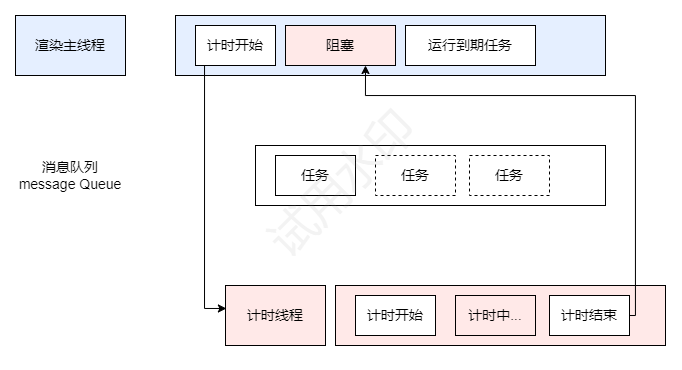 渲染主线程
计时开始
阻塞
运行到期任务
消息队列
message Queue
任务
任务
任务
试用水印
计时线程
计时开始
计时中...
计时结束